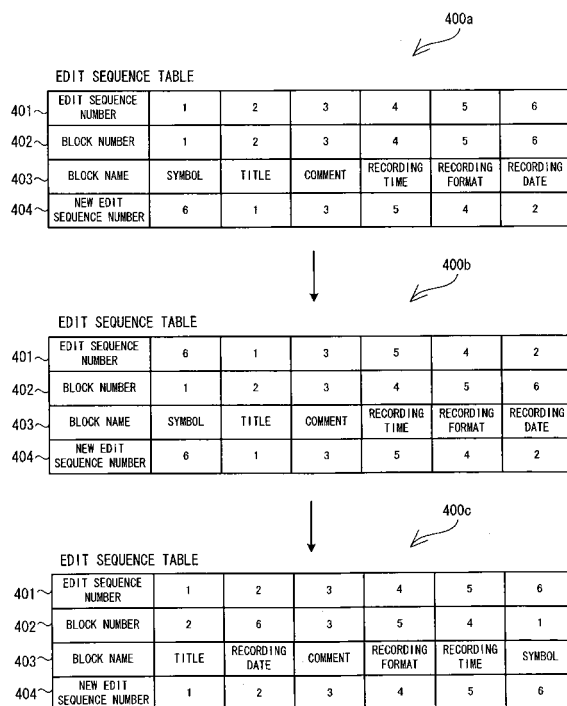 400a
EDIT SEQUENCE TABLE
401 EDIT SEQUENCE NUMBER 1 2 3 4 5 6
402 BLOCK NUMBER 1 2 3 4 5 6
403 BLOCK NAME SYMBOL TITLE COMMENT RECORDING TIME RECORDING FORMAT RECORDING DATE
404 NEW EDIT SEQUENCE NUMBER 6 1 3 5 4 2
400b
EDIT SEQUENCE TABLE
401 EDIT SEQUENCE NUMBER 6 1 3 5 4 2
402 BLOCK NUMBER 1 2 3 4 5 6
403 BLOCK NAME SYMBOL TITLE COMMENT RECORDING TIME RECORDING FORMAT RECORDING DATE
404 NEW EDIT SEQUENCE NUMBER 6 1 3 5 4 2
400c
EDIT SEQUENCE TABLE
401 EDIT SEQUENCE NUMBER 1 2 3 4 5 6
402 BLOCK NUMBER 2 6 3 5 4 1
403 BLOCK NAME TITLE RECORDING DATE COMMENT RECORDING FORMAT RECORDING TIME SYMBOL
404 NEW EDIT SEQUENCE NUMBER 1 2 3 4 5 6